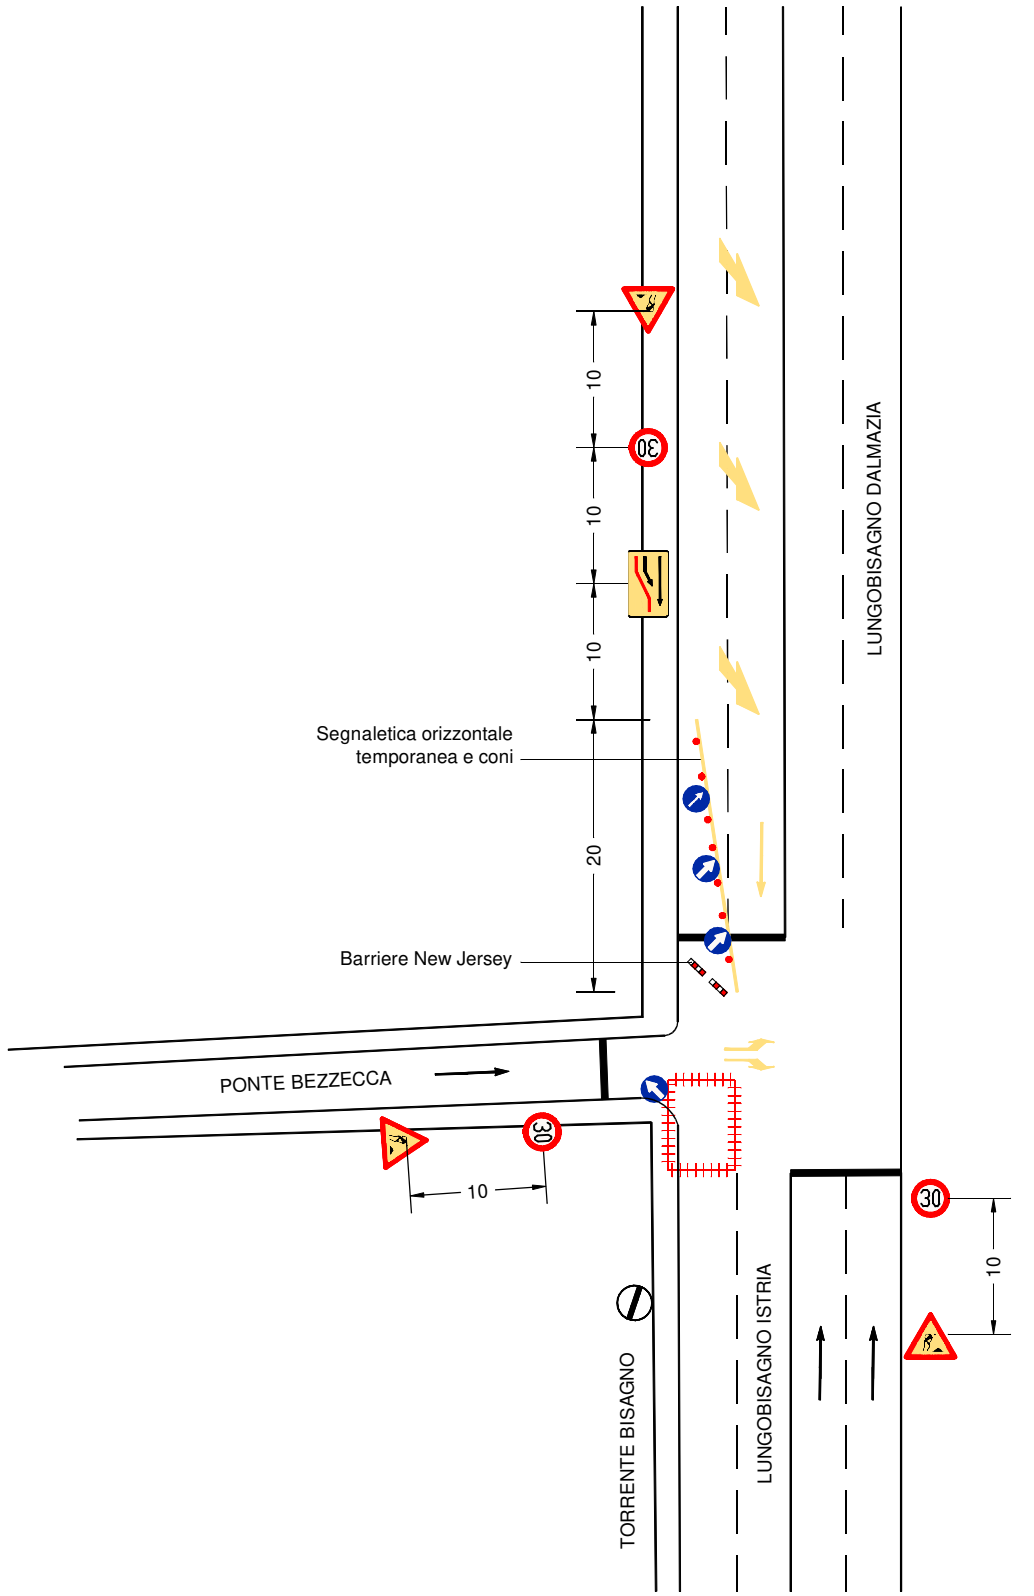 10
30
10
LUNGOBISAGNO DALMAZIA
10
Segnaletica orizzontale
temporanea e coni
20
Barriere New Jersey
PONTE BEZZECCA
30
10
30
10
LUNGOBISAGNO ISTRIA
TORRENTE BISAGNO